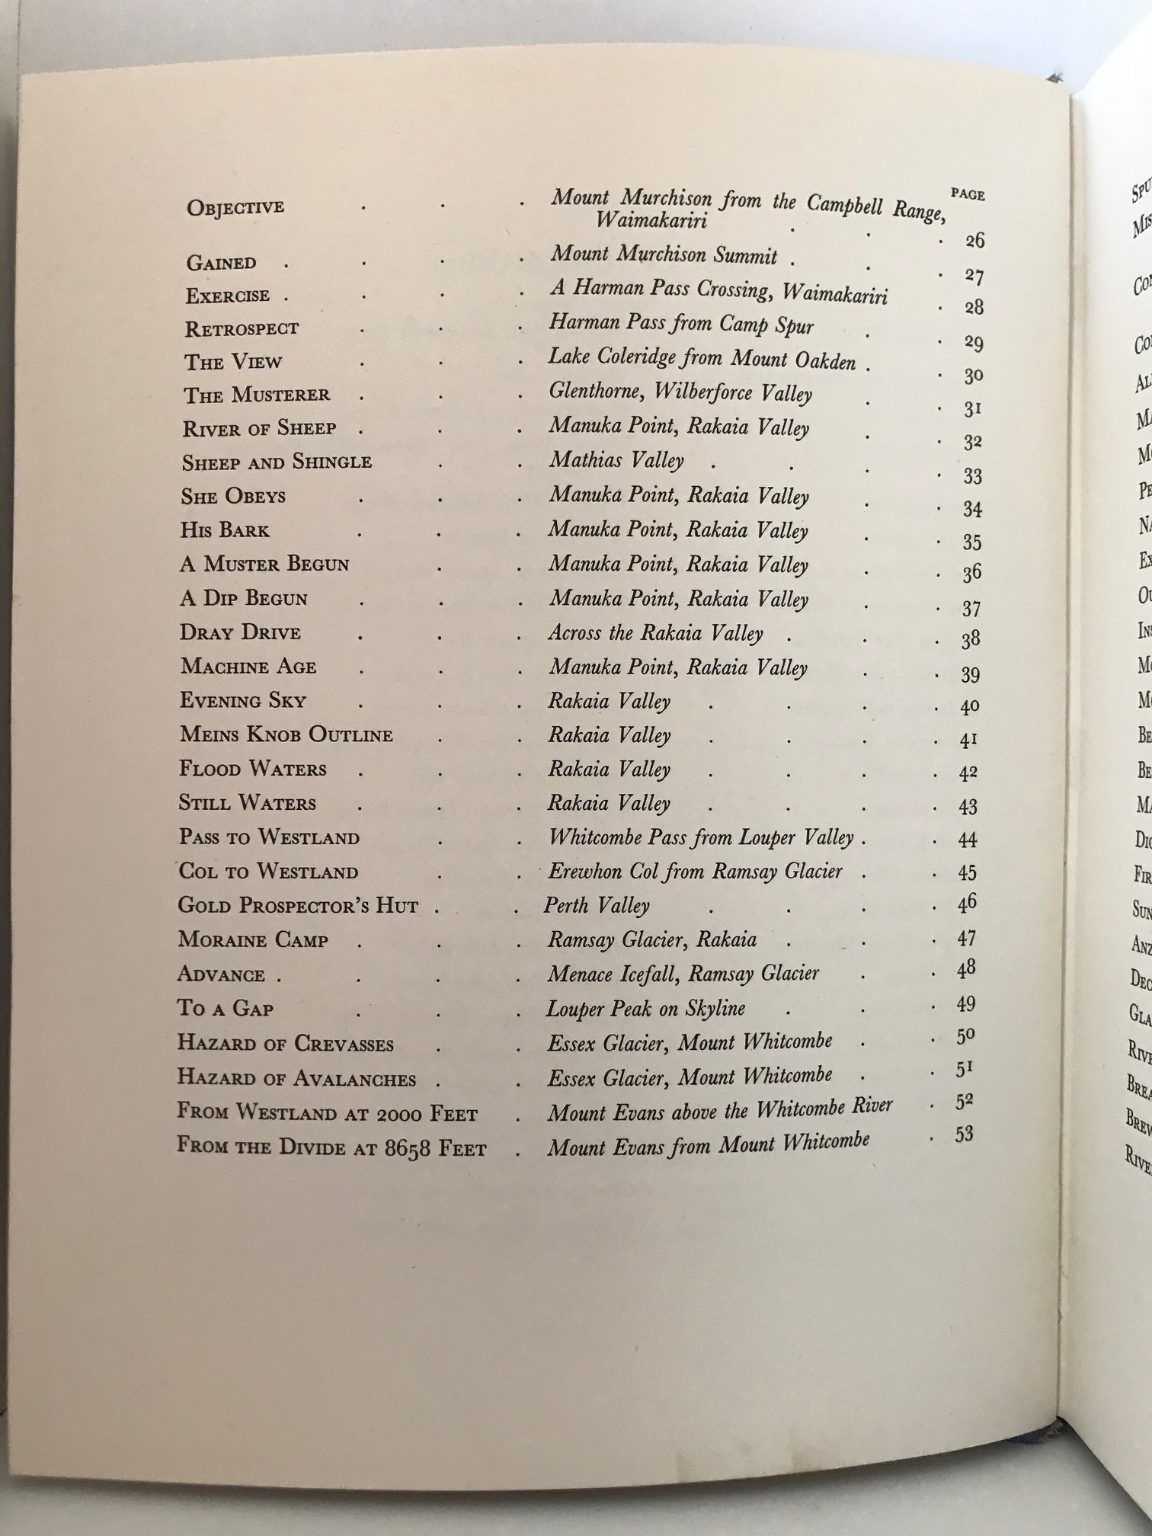 PAGE
OBJECTIVE . . . Mount Murchison from the Campbell Range,
Waimakariri . . . 26
GAINED . . . . Mount Murchison Summit . . . 27
EXERCISE . . . . A Harman Pass Crossing, Waimakariri . 28
RETROSPECT . . . Harman Pass from Camp Spur . . 29
THE VIEW . . . Lake Coleridge from Mount Oakden . . 30
THE MUSTERER . . . Glenthorne, Wilberforce Valley . . 31
RIVER OF SHEEP . . . Manuka Point, Rakaia Valley . . 32
SHEEP AND SHINGLE . . Mathias Valley . . . . 33
SHE OBEYS . . . Manuka Point, Rakaia Valley . . 34
HIS BARK . . . Manuka Point, Rakaia Valley . . 35
A MUSTER BEGUN . . Manuka Point, Rakaia Valley . . 36
A DIP BEGUN . . . Manuka Point, Rakaia Valley . . 37
DRAY DRIVE . . . Across the Rakaia Valley . . . 38
MACHINE AGE . . . Manuka Point, Rakaia Valley . . 39
EVENING SKY . . . Rakaia Valley . . . . 40
MEINS KNOB OUTLINE . . Rakaia Valley . . . . 41
FLOOD WATERS . . . Rakaia Valley . . . . 42
STILL WATERS . . . Rakaia Valley . . . . 43
PASS TO WESTLAND . . Whitcombe Pass from Louper Valley . . 44
COL TO WESTLAND . . Erewhon Col from Ramsay Glacier . . 45
GOLD PROSPECTOR'S HUT . . Perth Valley . . . . 46
MORAINE CAMP . . . Ramsay Glacier, Rakaia . . . 47
ADVANCE . . . . Menace Icefall, Ramsay Glacier . . 48
TO A GAP . . . Louper Peak on Skyline . . . 49
HAZARD OF CREVASSES . . Essex Glacier, Mount Whitcombe . . 50
HAZARD OF AVALANCHES . . Essex Glacier, Mount Whitcombe . . 51
FROM WESTLAND AT 2000 FEET . Mount Evans above the Whitcombe River . 52
FROM THE DIVIDE AT 8658 FEET . Mount Evans from Mount Whitcombe . 53